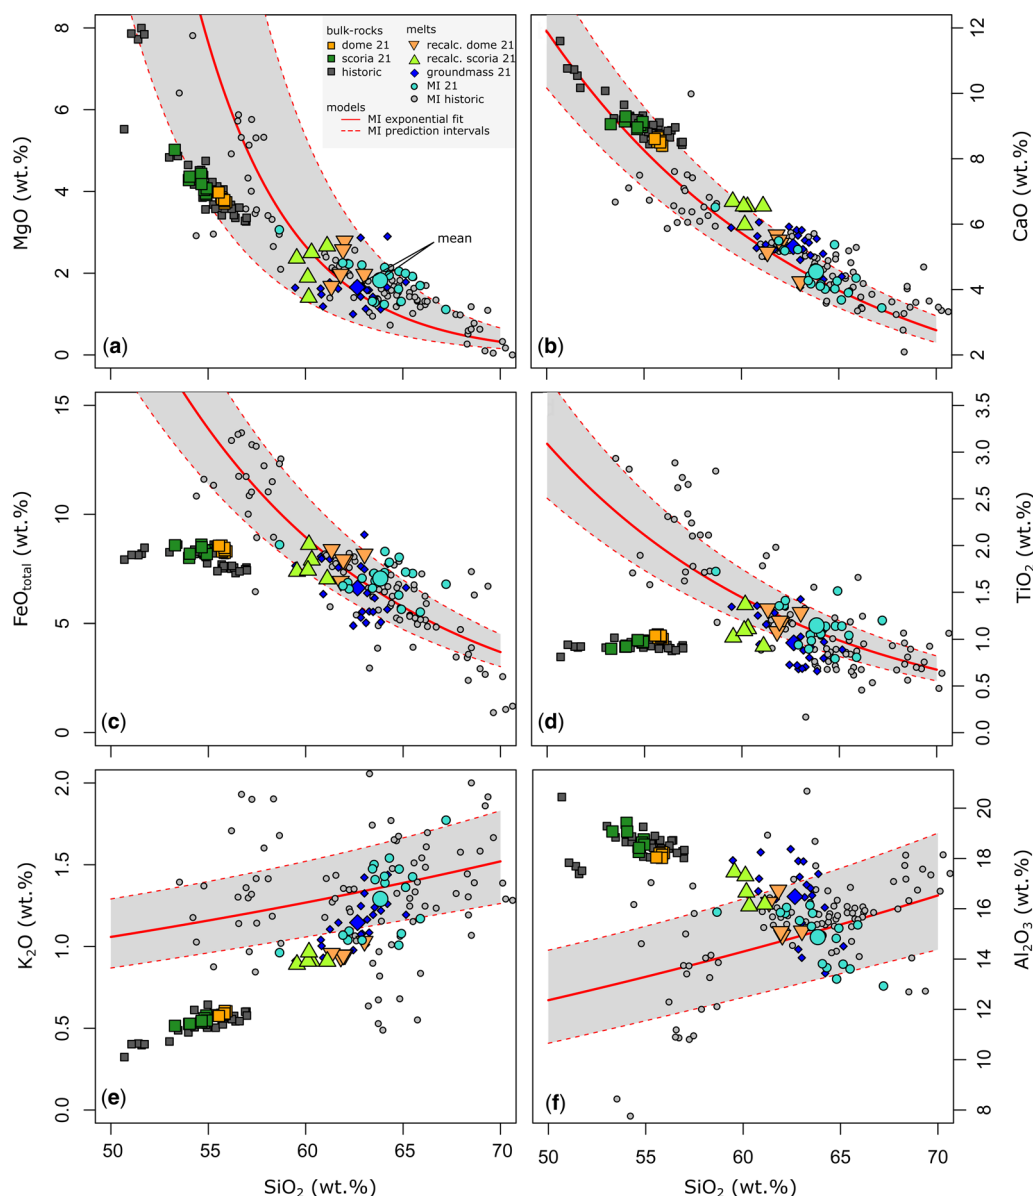 bulk-rocks
melts
dome 21
recalc. dome 21
scoria 21
recalc. scoria 21
historic
groundmass 21
MI 21
models
MI historic
MI exponential fit
MI prediction intervals
MgO (wt.%)
8
6
4
2
0
mean
(a)
CaO (wt.%)
12
10
8
6
4
2
(b)
FeOtotal (wt.%)
15
10
5
0
(c)
TiO2 (wt.%)
3.5
3.0
2.5
2.0
1.5
1.0
0.5
0.0
(d)
K2O (wt.%)
2.0
1.5
1.0
0.5
0.0
(e)
50 55 60 65 70
SiO2 (wt.%)
Al2O3 (wt.%)
20
18
16
14
12
10
8
(f)
50 55 60 65 70
SiO2 (wt.%)